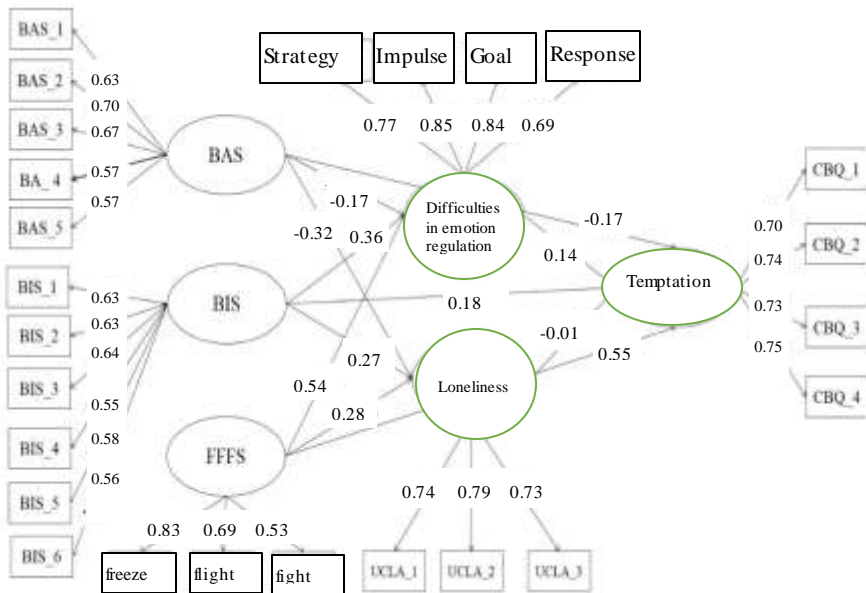 BAS_1
BAS_2
BAS_3
BA_4
BAS_5
0.63
0.70
0.67
0.57
0.57
BAS
Strategy
Impulse
Goal
Response
0.77
0.85
0.84
0.69
Difficulties
in emotion
regulation
-0.17
-0.32
0.36
-0.17
0.14
Temptation
CBQ_1
CBQ_2
CBQ_3
CBQ_4
0.70
0.74
0.73
0.75
BIS_1
BIS_2
BIS_3
BIS_4
BIS_5
BIS_6
0.63
0.63
0.64
0.55
0.58
0.56
BIS
0.18
-0.01
0.55
0.27
0.54
0.28
Loneliness
FFFS
0.83
0.69
0.53
freeze
flight
fight
0.74
0.79
0.73
UCLA_1
UCLA_2
UCLA_3